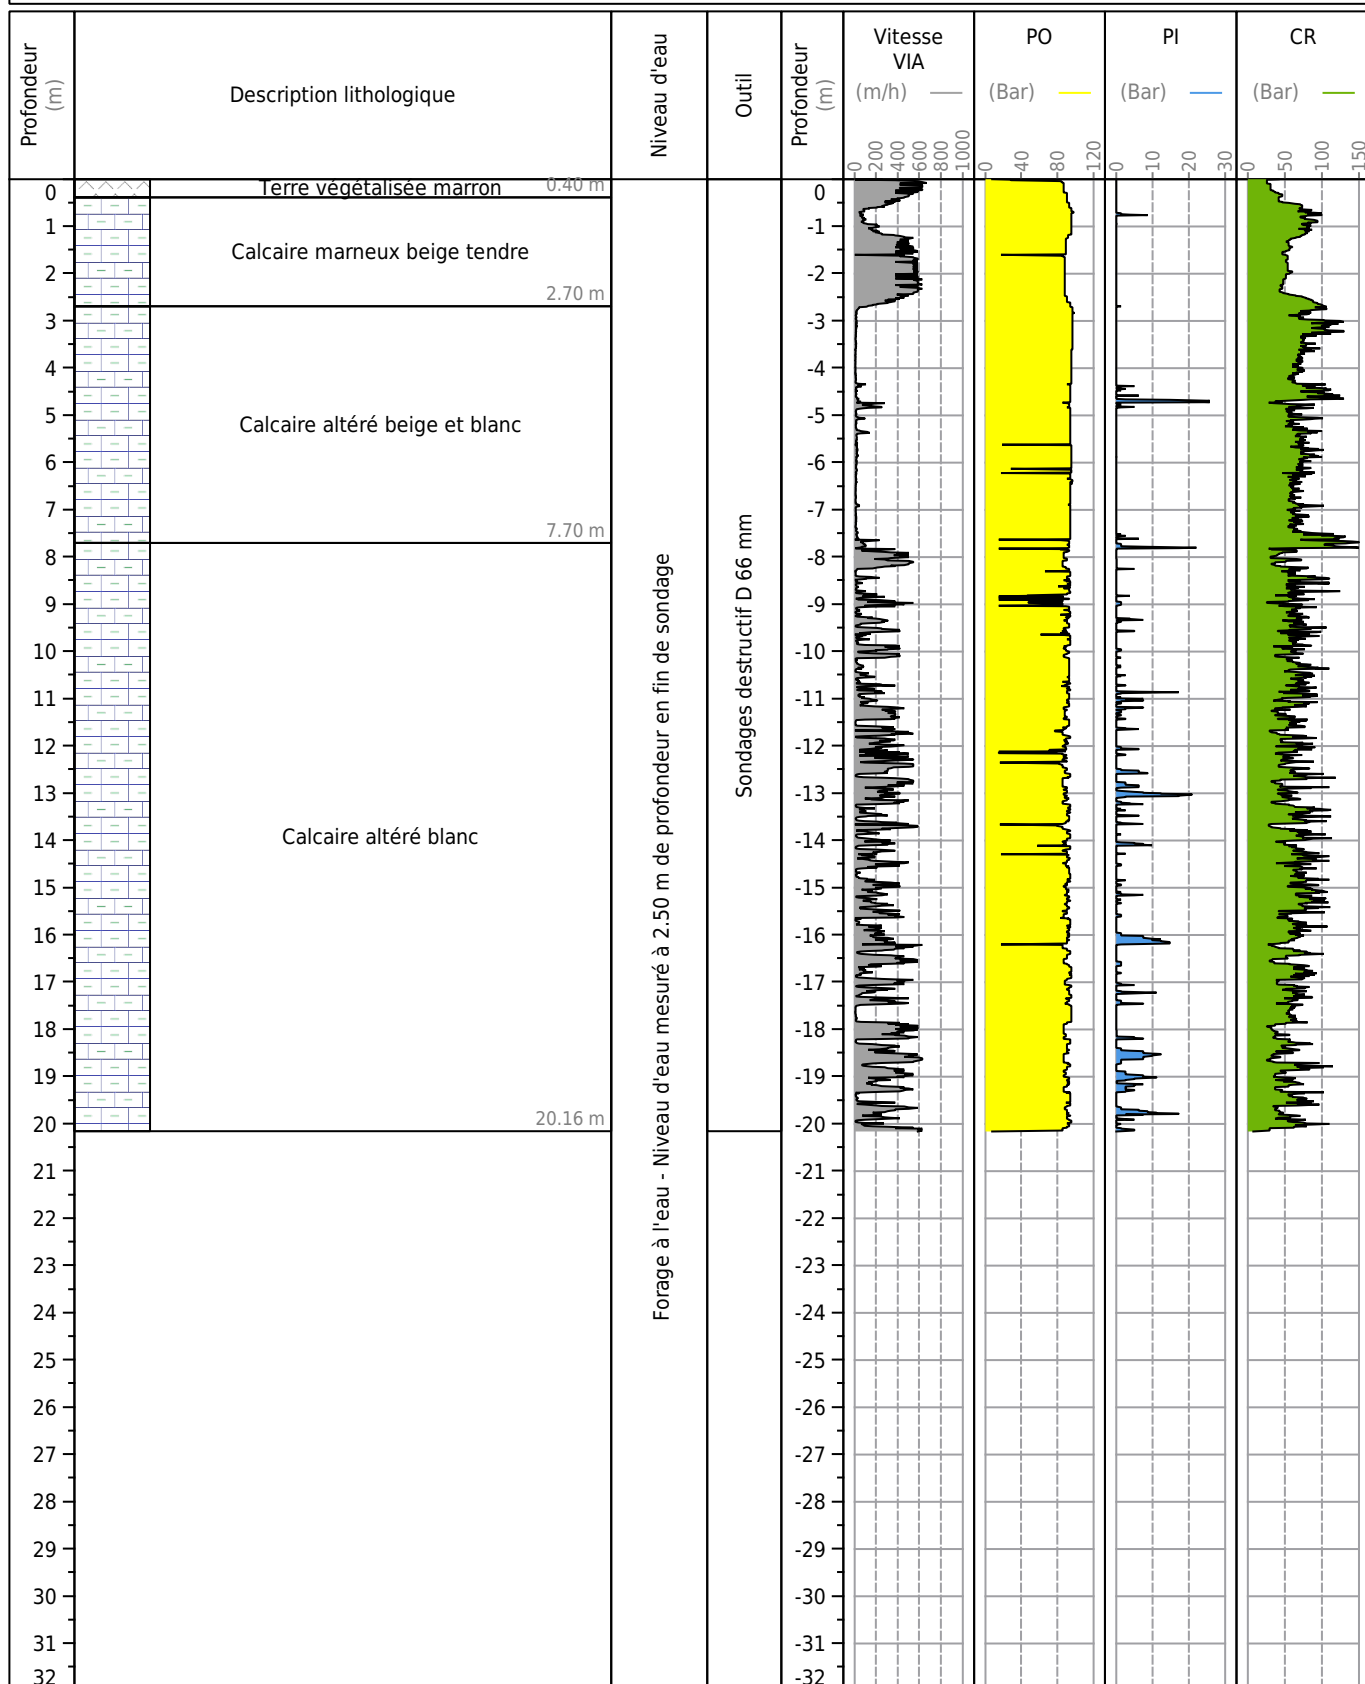 Profondeur
(m)
Description lithologique
Niveau d'eau
Outil
Profondeur
(m)
Vitesse
VIA
(m/h)
PO
(Bar)
PI
(Bar)
CR
(Bar)
0 200 400 600 800 1000
0 40 80 120
0 10 20 30
0 50 100 150
Terre végétalisée marron
0.40 m
Calcaire marneux beige tendre
2.70 m
Calcaire altéré beige et blanc
7.70 m
Calcaire altéré blanc
20.16 m
Forage à l'eau - Niveau d'eau mesuré à 2.50 m de profondeur en fin de sondage
Sondages destructif D 66 mm
0 0
1 -1
2 -2
3 -3
4 -4
5 -5
6 -6
7 -7
8 -8
9 -9
10 -10
11 -11
12 -12
13 -13
14 -14
15 -15
16 -16
17 -17
18 -18
19 -19
20 -20
21 -21
22 -22
23 -23
24 -24
25 -25
26 -26
27 -27
28 -28
29 -29
30 -30
31 -31
32 -32